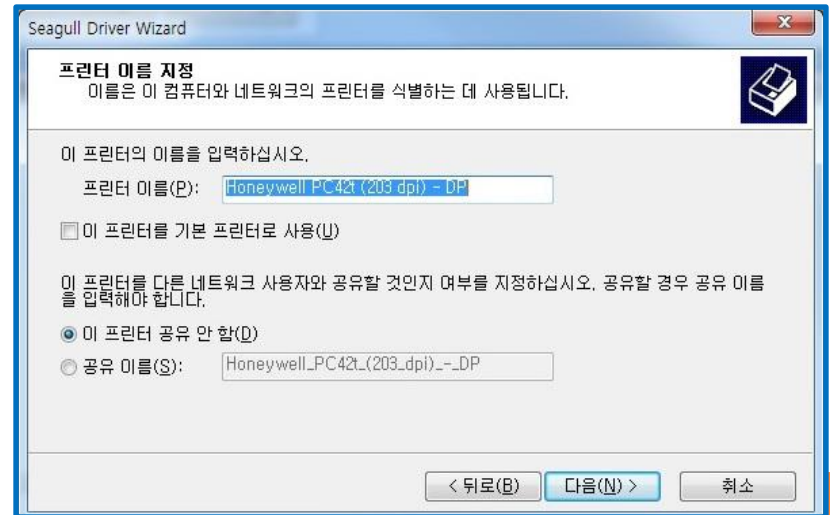 Seagull Driver Wizard
프린터 이름 지정
이름은 이 컴퓨터와 네트워크의 프린터를 식별하는 데 사용됩니다.
이 프린터의 이름을 입력하십시오.
프린터 이름(P): Honeywell PC42t (203 dpi) - DP
이 프린터를 기본 프린터로 사용(U)
이 프린터를 다른 네트워크 사용자와 공유할 것인지 여부를 지정하십시오. 공유할 경우 공유 이름
을 입력해야 합니다.
이 프린터 공유 안 함(D)
공유 이름(S): Honeywell_PC42t_(203_dpi)_-_DP
< 뒤로(B) 다음(N) > 취소